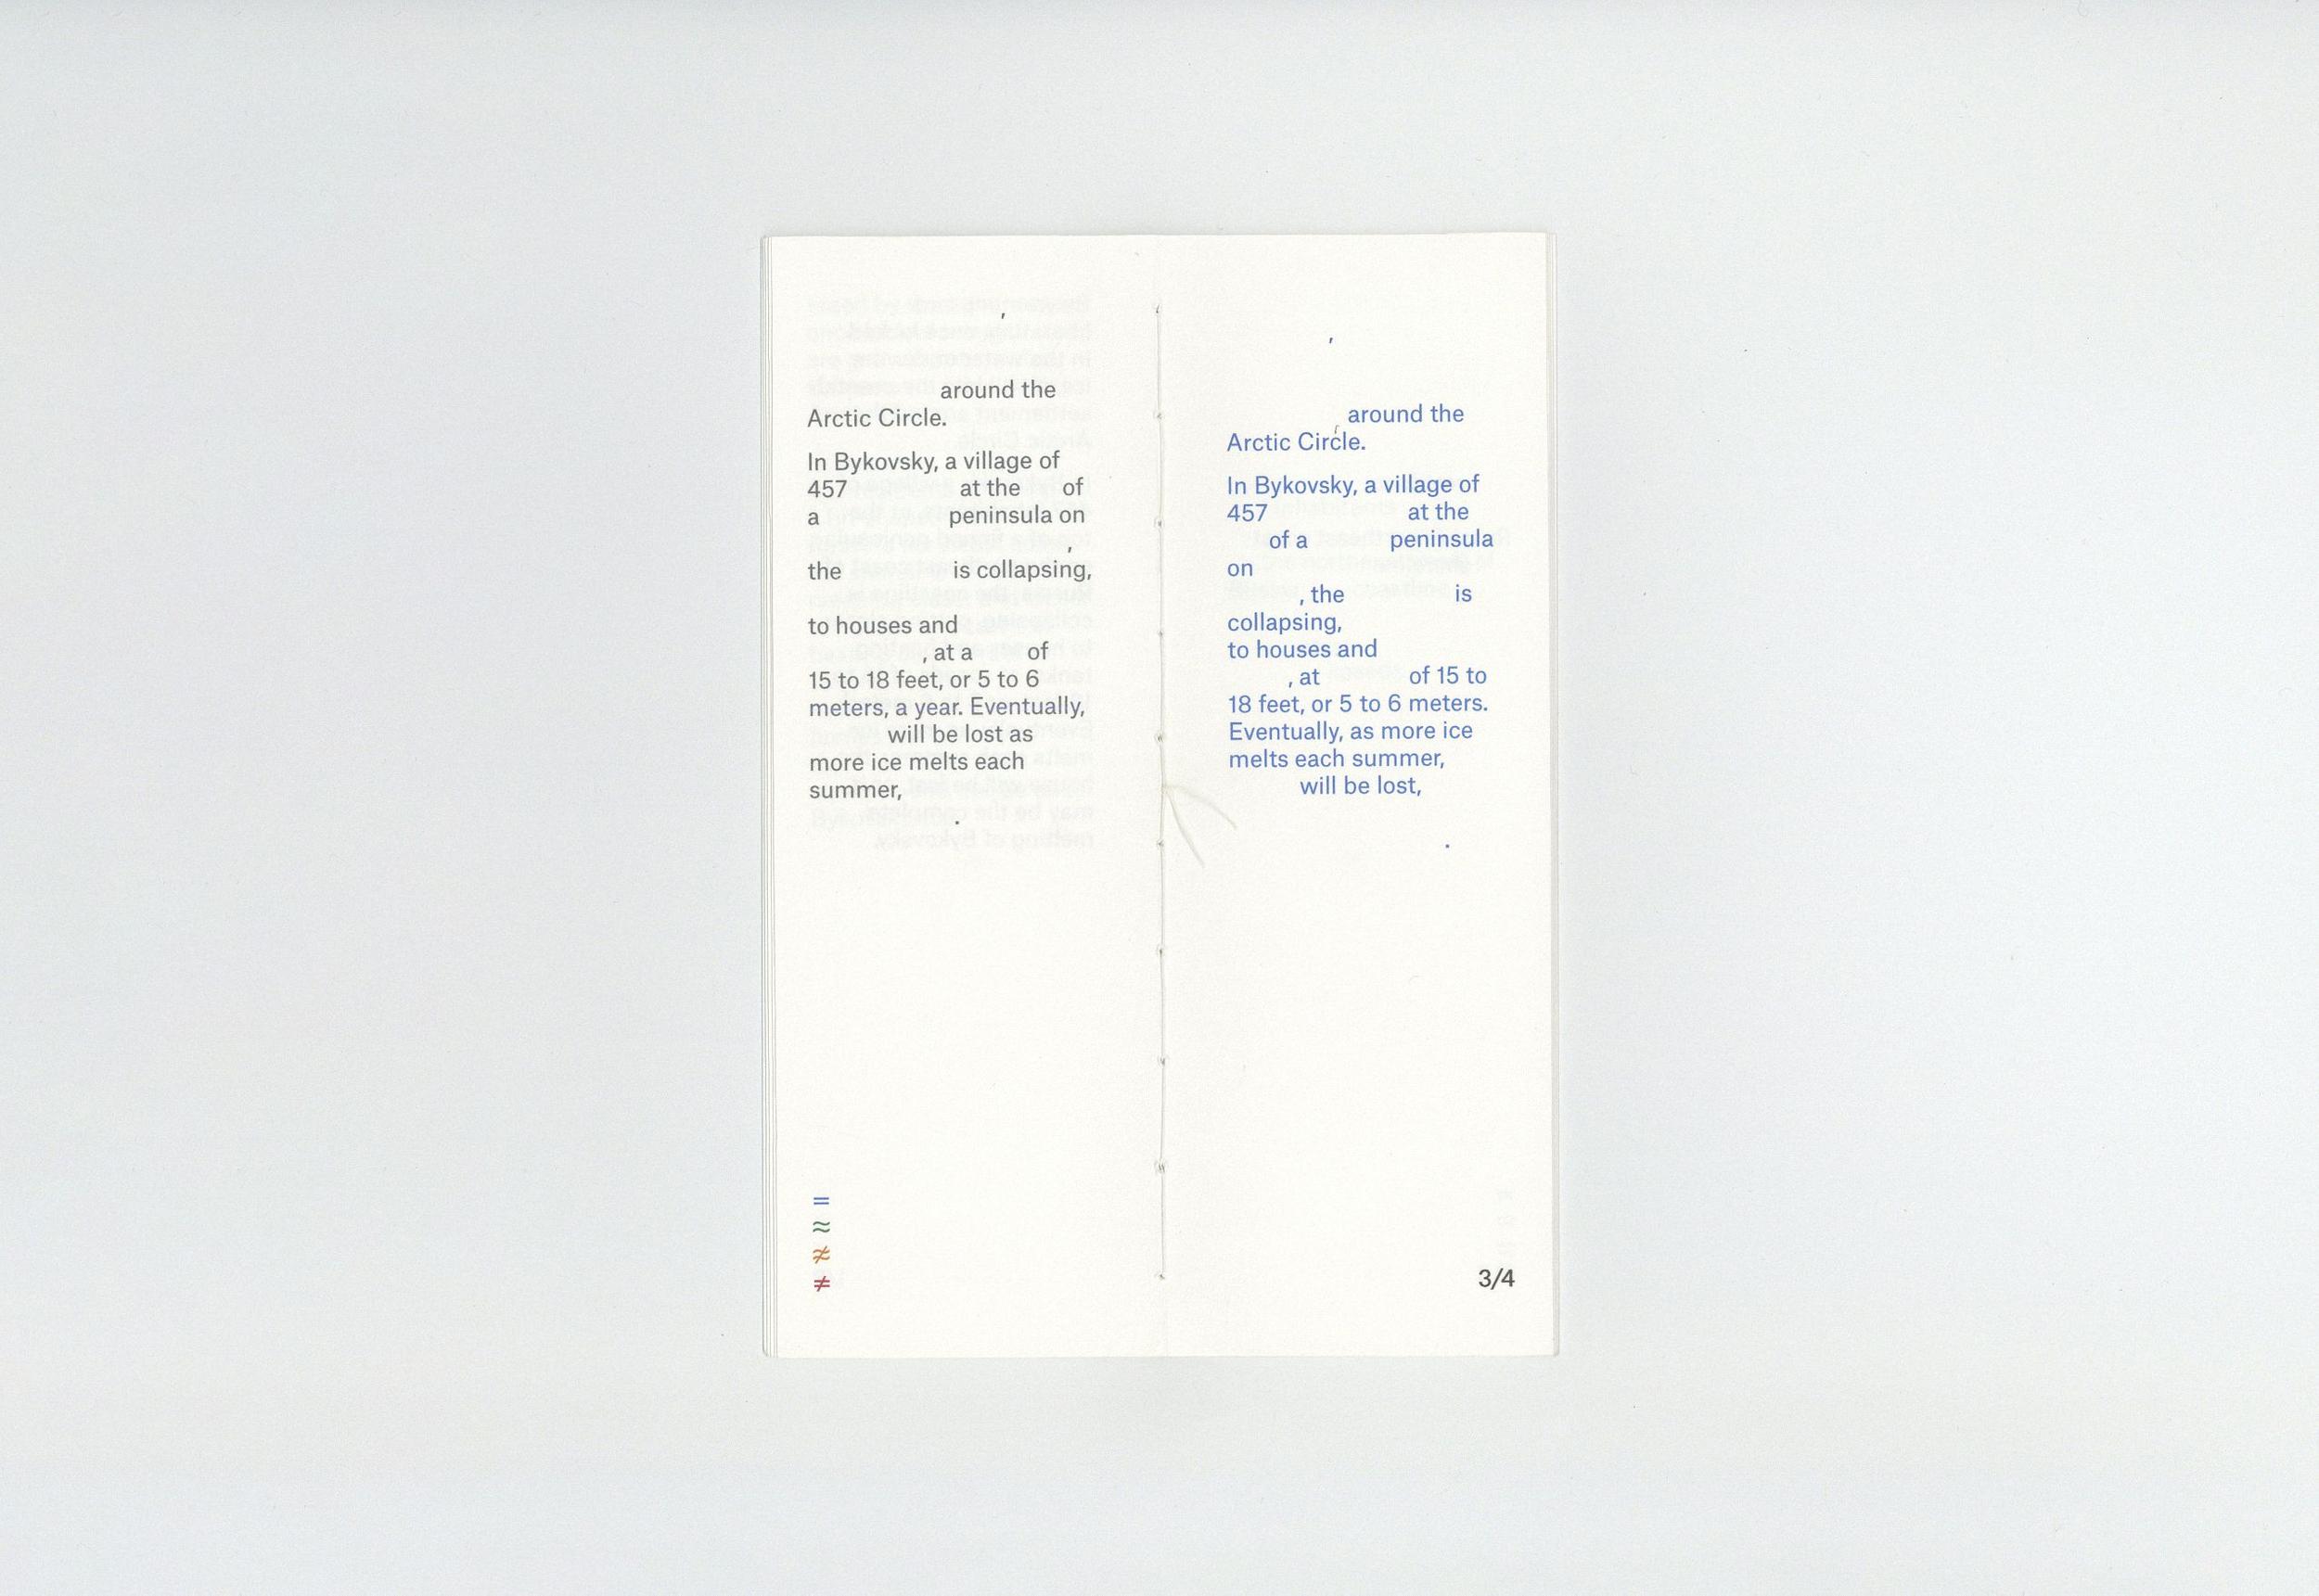 ,
around the
Arctic Circle.
In Bykovsky, a village of
457 at the of
a peninsula on
,
the is collapsing,
to houses and
, at a of
15 to 18 feet, or 5 to 6
meters, a year. Eventually,
will be lost as
more ice melts each
summer,
.
=
≈
≉
≠
,
around the
Arctic Circle.
In Bykovsky, a village of
457 at the
of a peninsula
on
, the is
collapsing,
to houses and
, at of 15 to
18 feet, or 5 to 6 meters.
Eventually, as more ice
melts each summer,
will be lost,
.
3/4